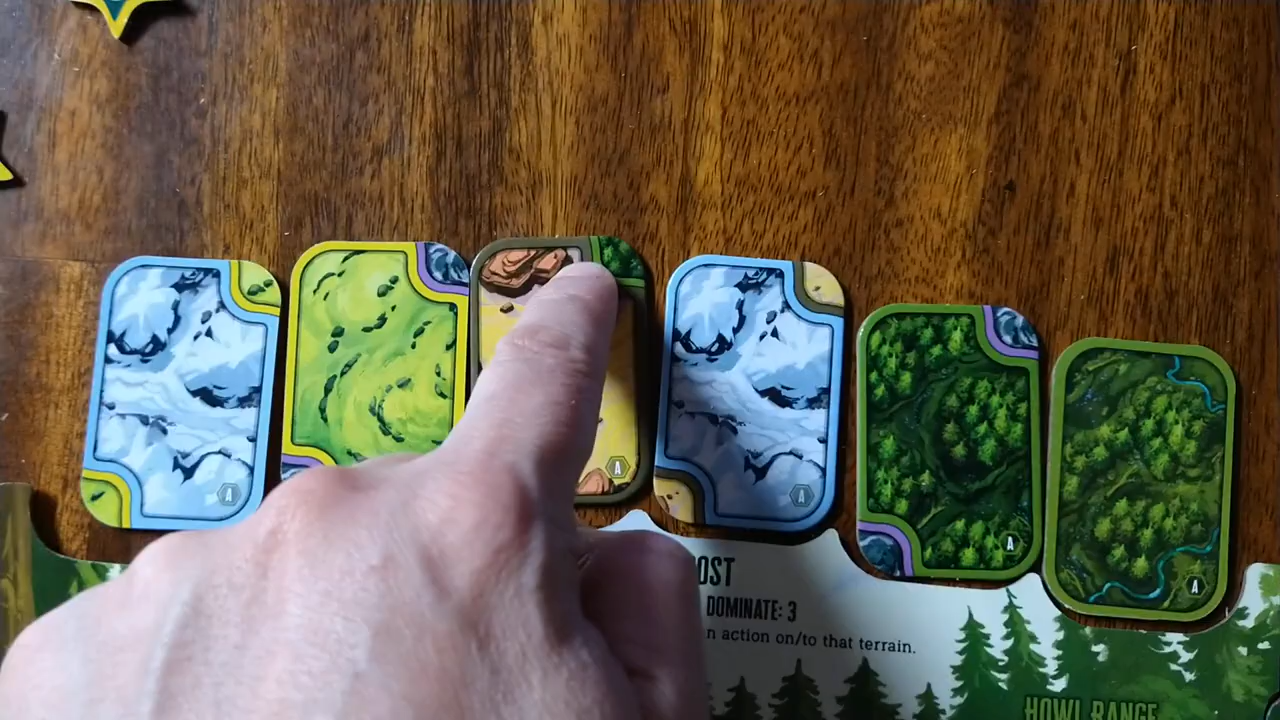 A
A
A
A
A
OST
DOMINATE: 3
n action on/to that terrain.
HOWL RANGE